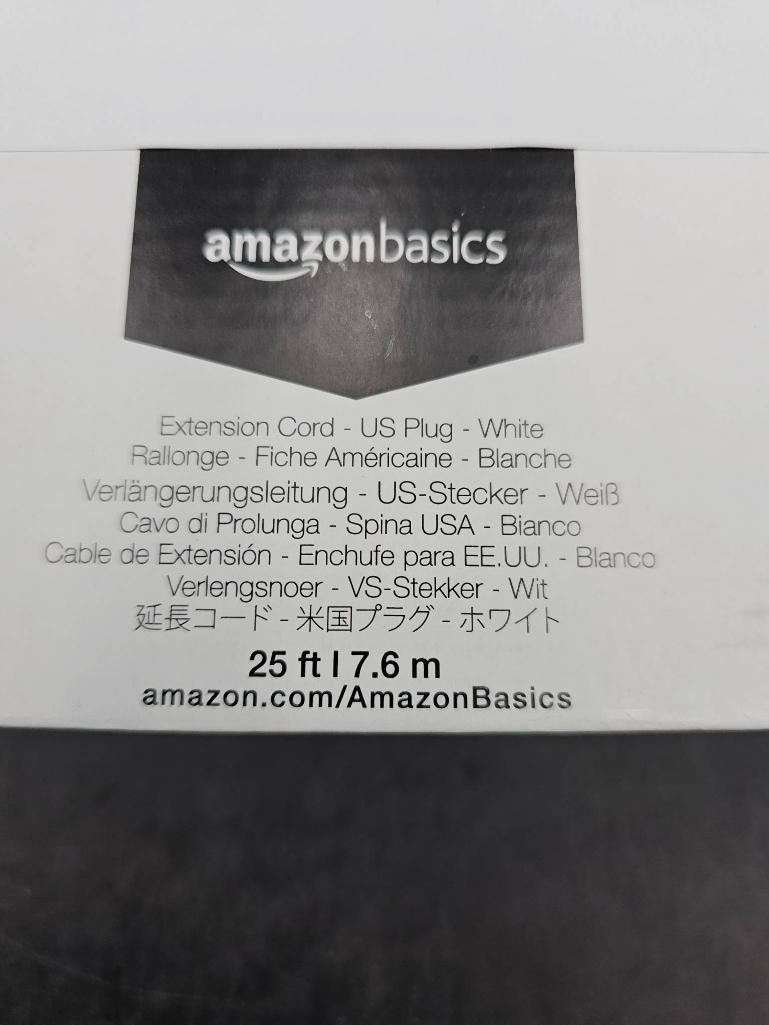 amazonbasics
Extension Cord - US Plug - White
Rallonge - Fiche Américaine - Blanche
Verlängerungsleitung - US-Stecker - Weiß
Cavo di Prolunga - Spina USA - Bianco
Cable de Extensión - Enchufe para EE.UU. - Blanco
Verlengsnoer - VS-Stekker - Wit
延長コード - 米国プラグ - ホワイト
25 ft | 7.6 m
amazon.com/AmazonBasics